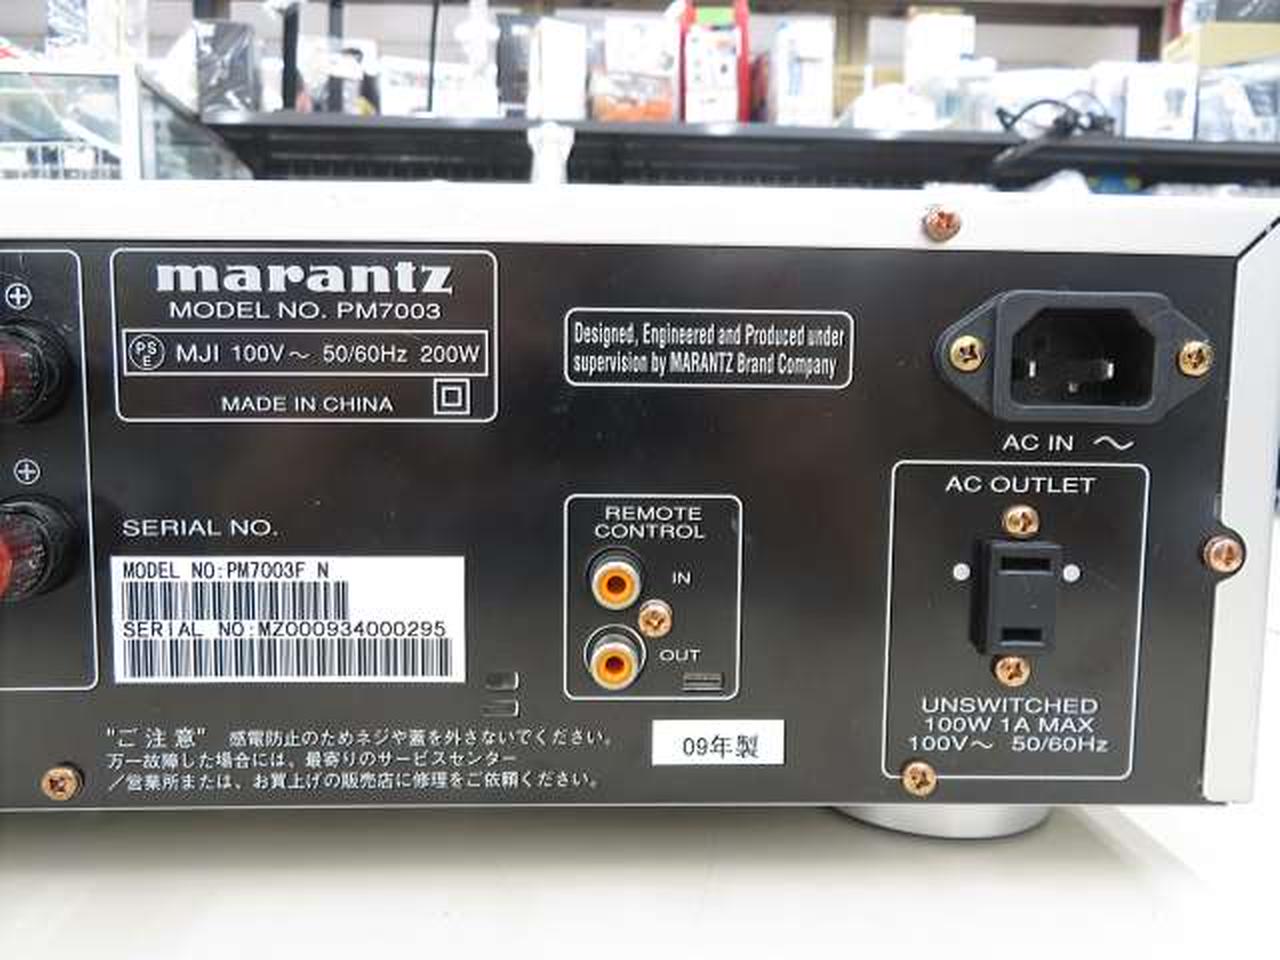 marantz
MODEL NO. PM7003
PS
E
MJI 100V～ 50/60Hz 200W
MADE IN CHINA
Designed, Engineered and Produced under
supervision by MARANTZ Brand Company
AC IN ～
AC OUTLET
UNSWITCHED
100W 1A MAX
100V～ 50/60Hz
SERIAL NO.
MODEL NO:PM7003F N
SERIAL NO:MZ000934000295
REMOTE
CONTROL
IN
OUT
"ご注意" 感電防止のためネジや蓋を外さないでください。
万一故障した場合には、最寄りのサービスセンター
／営業所または、お買上げの販売店に修理をご依頼ください。
09年製